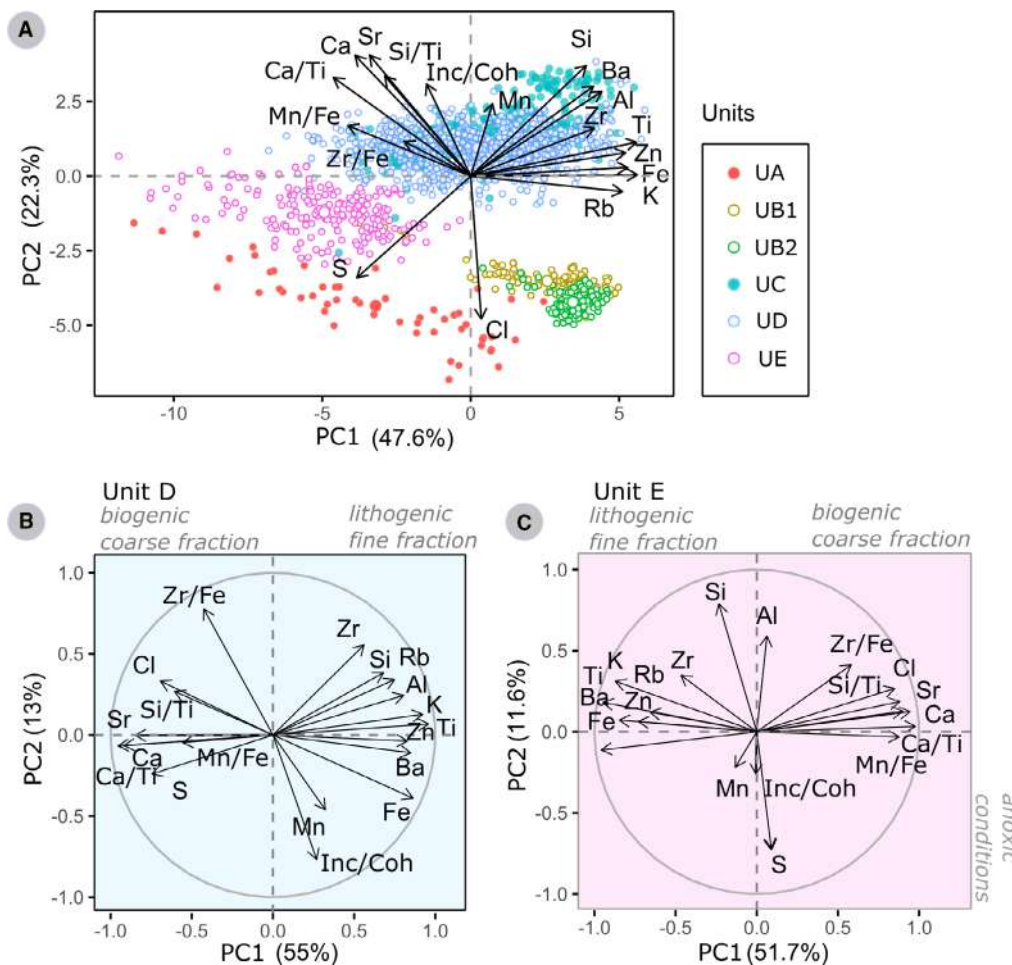 A
Ca
Sr
Si/Ti
Si
Ca/Ti
Inc/Coh
Ba
Mn
Al
Mn/Fe
Zr
Ti
Zr/Fe
Zn
Fe
Rb
K
S
Cl
2.5
0.0
-2.5
-5.0
PC2 (22.3%)
-10
-5
0
5
PC1 (47.6%)
Units
UA
UB1
UB2
UC
UD
UE
B
Unit D
biogenic
coarse fraction
lithogenic
fine fraction
1.0
0.5
0.0
-0.5
-1.0
PC2 (13%)
Zr/Fe
Zr
Cl
Si
Rb
Al
Si/Ti
K
Sr
Zn
Ti
Ca
Mn/Fe
Ba
Ca/Ti
S
Fe
Mn
Inc/Coh
-1.0
-0.5
0.0
0.5
1.0
PC1 (55%)
C
Unit E
lithogenic
fine fraction
biogenic
coarse fraction
1.0
0.5
0.0
-0.5
-1.0
PC2 (11.6%)
Si
Al
Zr/Fe
Ti
K
Rb
Zr
Cl
Si/Ti
Sr
Ba
Zn
Ca
Fe
Ca/Ti
Mn/Fe
Mn
Inc/Coh
S
-1.0
-0.5
0.0
0.5
1.0
PC1 (51.7%)
anoxic
conditions